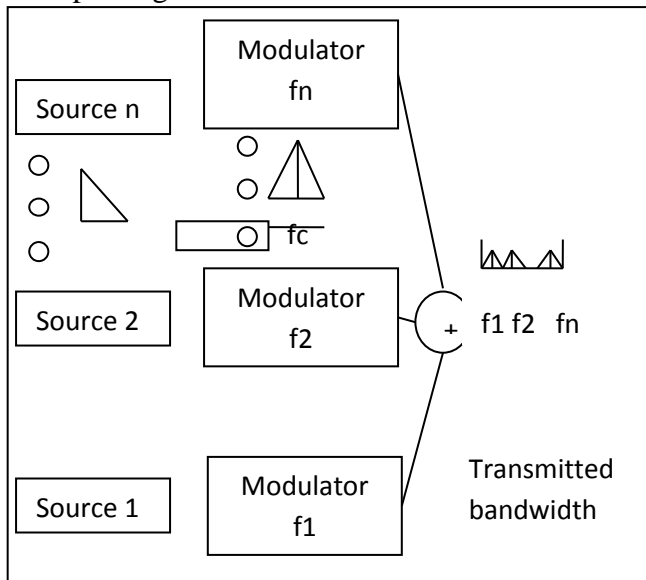 Modulator
fn
Source n
fc
Source 2
Modulator
f2
+
f1 f2 fn
Source 1
Modulator
f1
Transmitted
bandwidth